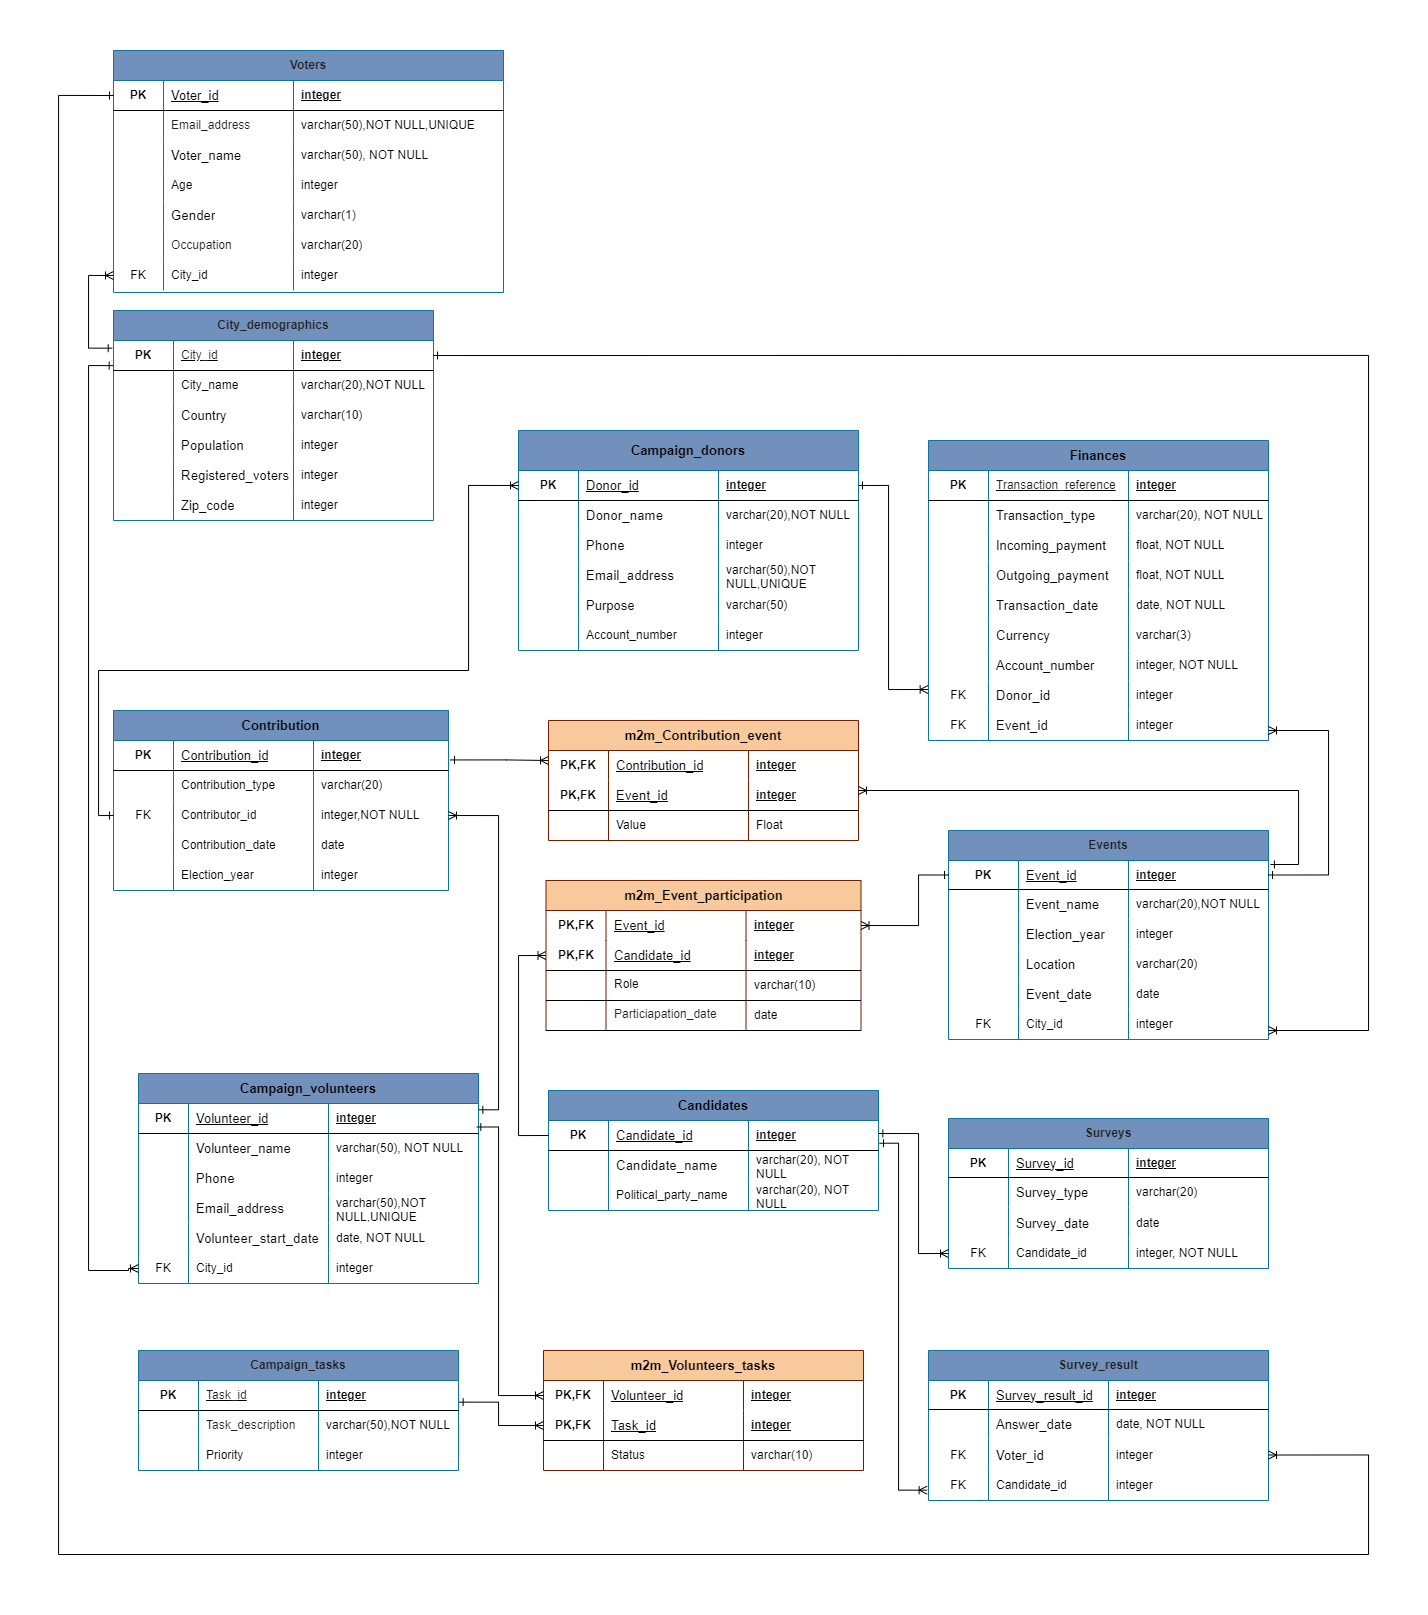 Voters
PK Voter_id integer
Email_address varchar(50),NOT NULL,UNIQUE
Voter_name varchar(50), NOT NULL
Age integer
Gender varchar(1)
Occupation varchar(20)
FK City_id integer
City_demographics
PK City_id integer
City_name varchar(20),NOT NULL
Country varchar(10)
Population integer
Registered_voters integer
Zip_code integer
Campaign_donors
PK Donor_id integer
Donor_name varchar(20),NOT NULL
Phone integer
Email_address varchar(50),NOT
NULL,UNIQUE
Purpose varchar(50)
Account_number integer
Finances
PK Transaction_reference integer
Transaction_type varchar(20), NOT NULL
Incoming_payment float, NOT NULL
Outgoing_payment float, NOT NULL
Transaction_date date, NOT NULL
Currency varchar(3)
Account_number integer, NOT NULL
FK Donor_id integer
FK Event_id integer
Contribution
PK Contribution_id integer
Contribution_type varchar(20)
FK Contributor_id integer,NOT NULL
Contribution_date date
Election_year integer
m2m_Contribution_event
PK,FK Contribution_id integer
PK,FK Event_id integer
Value Float
Events
PK Event_id integer
Event_name varchar(20),NOT NULL
Election_year integer
Location varchar(20)
Event_date date
FK City_id integer
m2m_Event_participation
PK,FK Event_id integer
PK,FK Candidate_id integer
Role varchar(10)
Particiapation_date date
Campaign_volunteers
PK Volunteer_id integer
Volunteer_name varchar(50), NOT NULL
Phone integer
Email_address varchar(50),NOT
NULL,UNIQUE
Volunteer_start_date date, NOT NULL
FK City_id integer
Candidates
PK Candidate_id integer
Candidate_name varchar(20), NOT
NULL
Political_party_name varchar(20), NOT
NULL
Surveys
PK Survey_id integer
Survey_type varchar(20)
Survey_date date
FK Candidate_id integer, NOT NULL
Campaign_tasks
PK Task_id integer
Task_description varchar(50),NOT NULL
Priority integer
m2m_Volunteers_tasks
PK,FK Volunteer_id integer
PK,FK Task_id integer
Status varchar(10)
Survey_result
PK Survey_result_id integer
Answer_date date, NOT NULL
FK Voter_id integer
FK Candidate_id integer